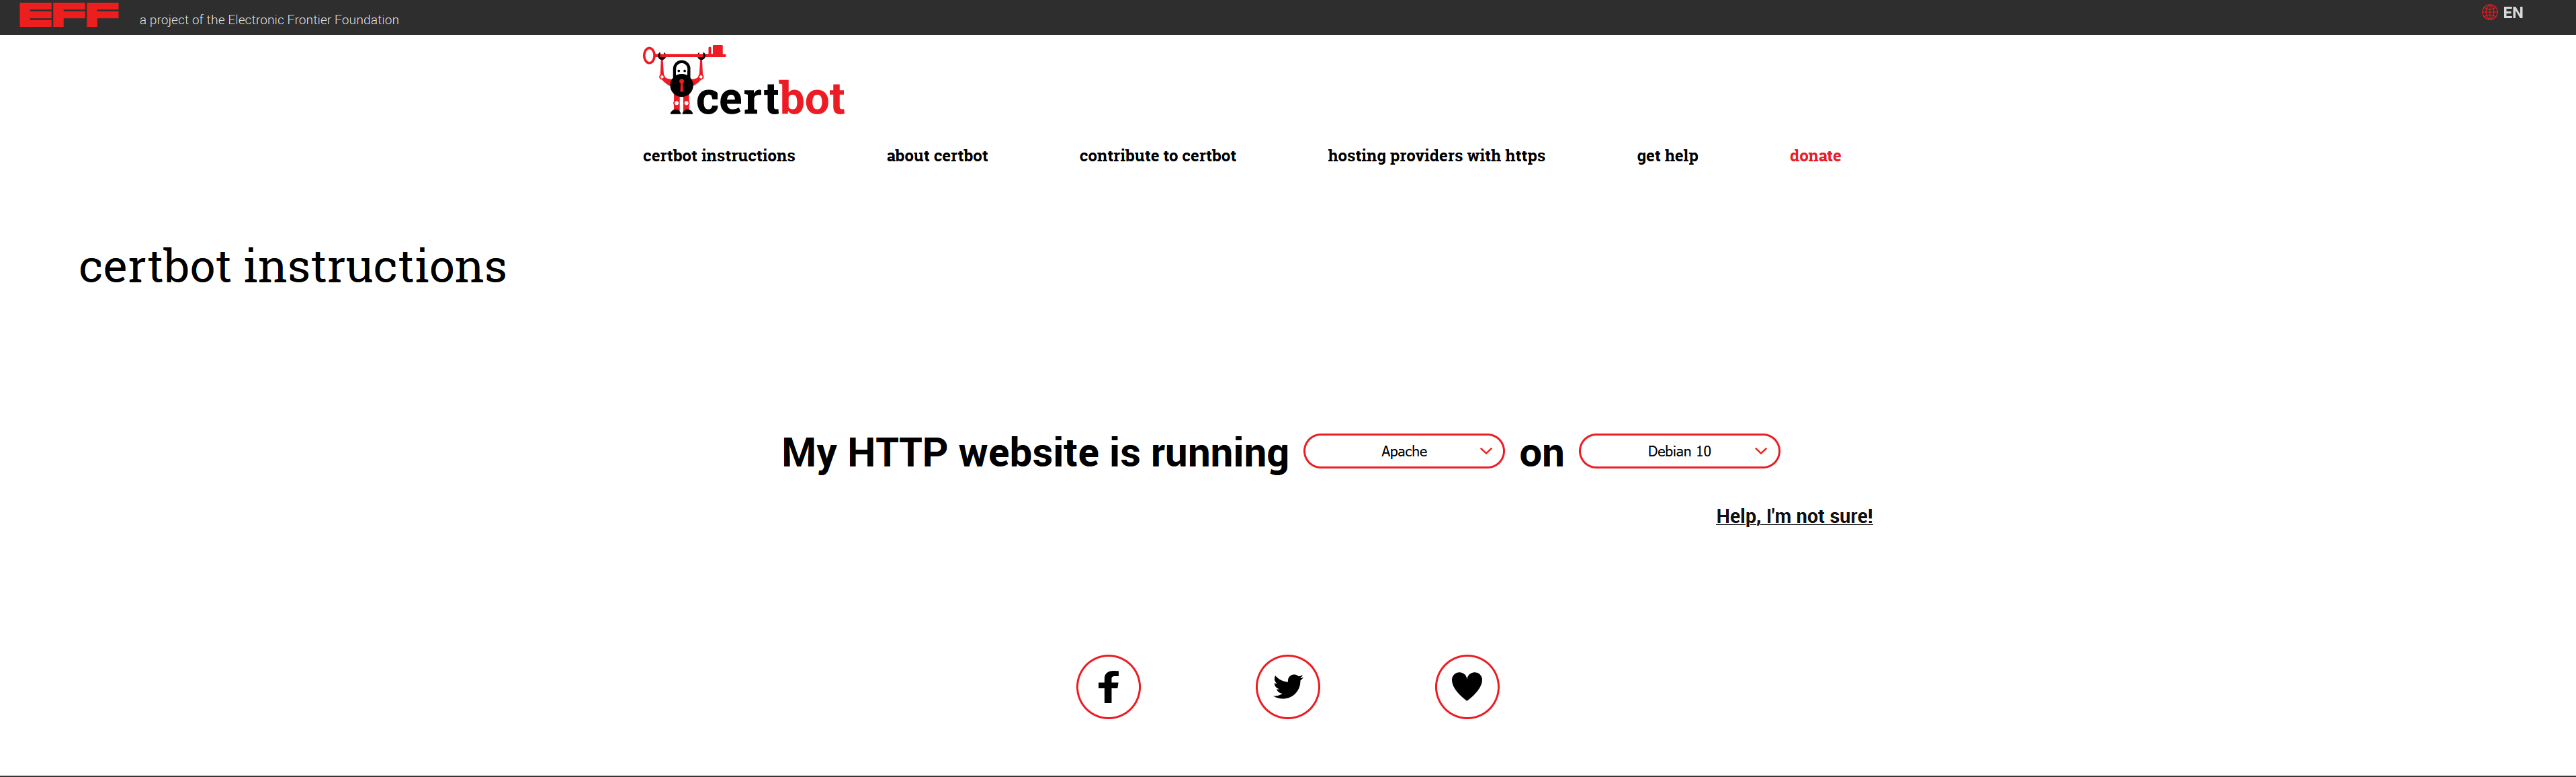 EFF a project of the Electronic Frontier Foundation EN
certbot
certbot instructions about certbot contribute to certbot hosting providers with https get help donate
certbot instructions
My HTTP website is running Apache on Debian 10
Help, I'm not sure!